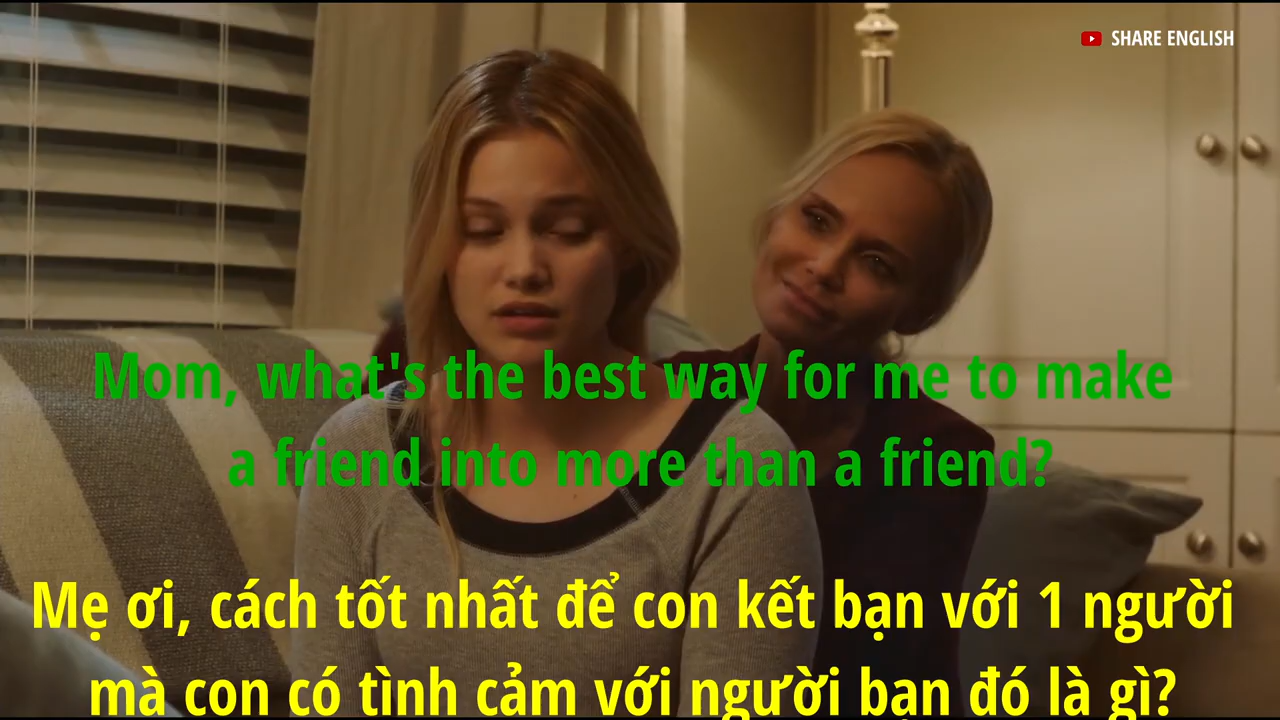 SHARE ENGLISH
Mom, what's the best way for me to make
a friend into more than a friend?
Mẹ ơi, cách tốt nhất để con kết bạn với 1 người
mà con có tình cảm với người bạn đó là gì?